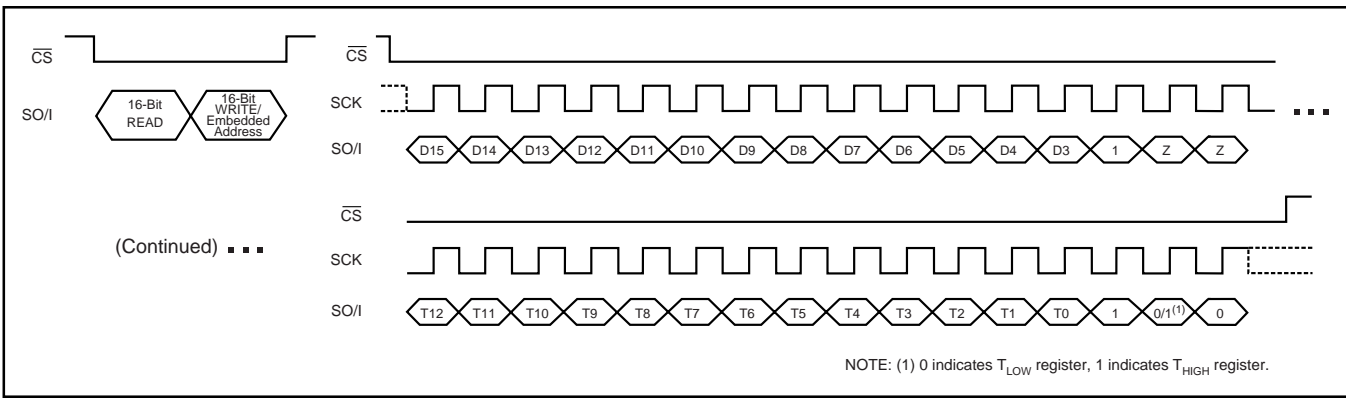 CS
SO/I
16-Bit
READ
16-Bit
WRITE/
Embedded
Address
CS
SCK
SO/I
D15 D14 D13 D12 D11 D10 D9 D8 D7 D6 D5 D4 D3 1 Z Z
(Continued)
CS
SCK
SO/I
T12 T11 T10 T9 T8 T7 T6 T5 T4 T3 T2 T1 T0 1 0/1(1) 0
NOTE: (1) 0 indicates TLOW register, 1 indicates THIGH register.